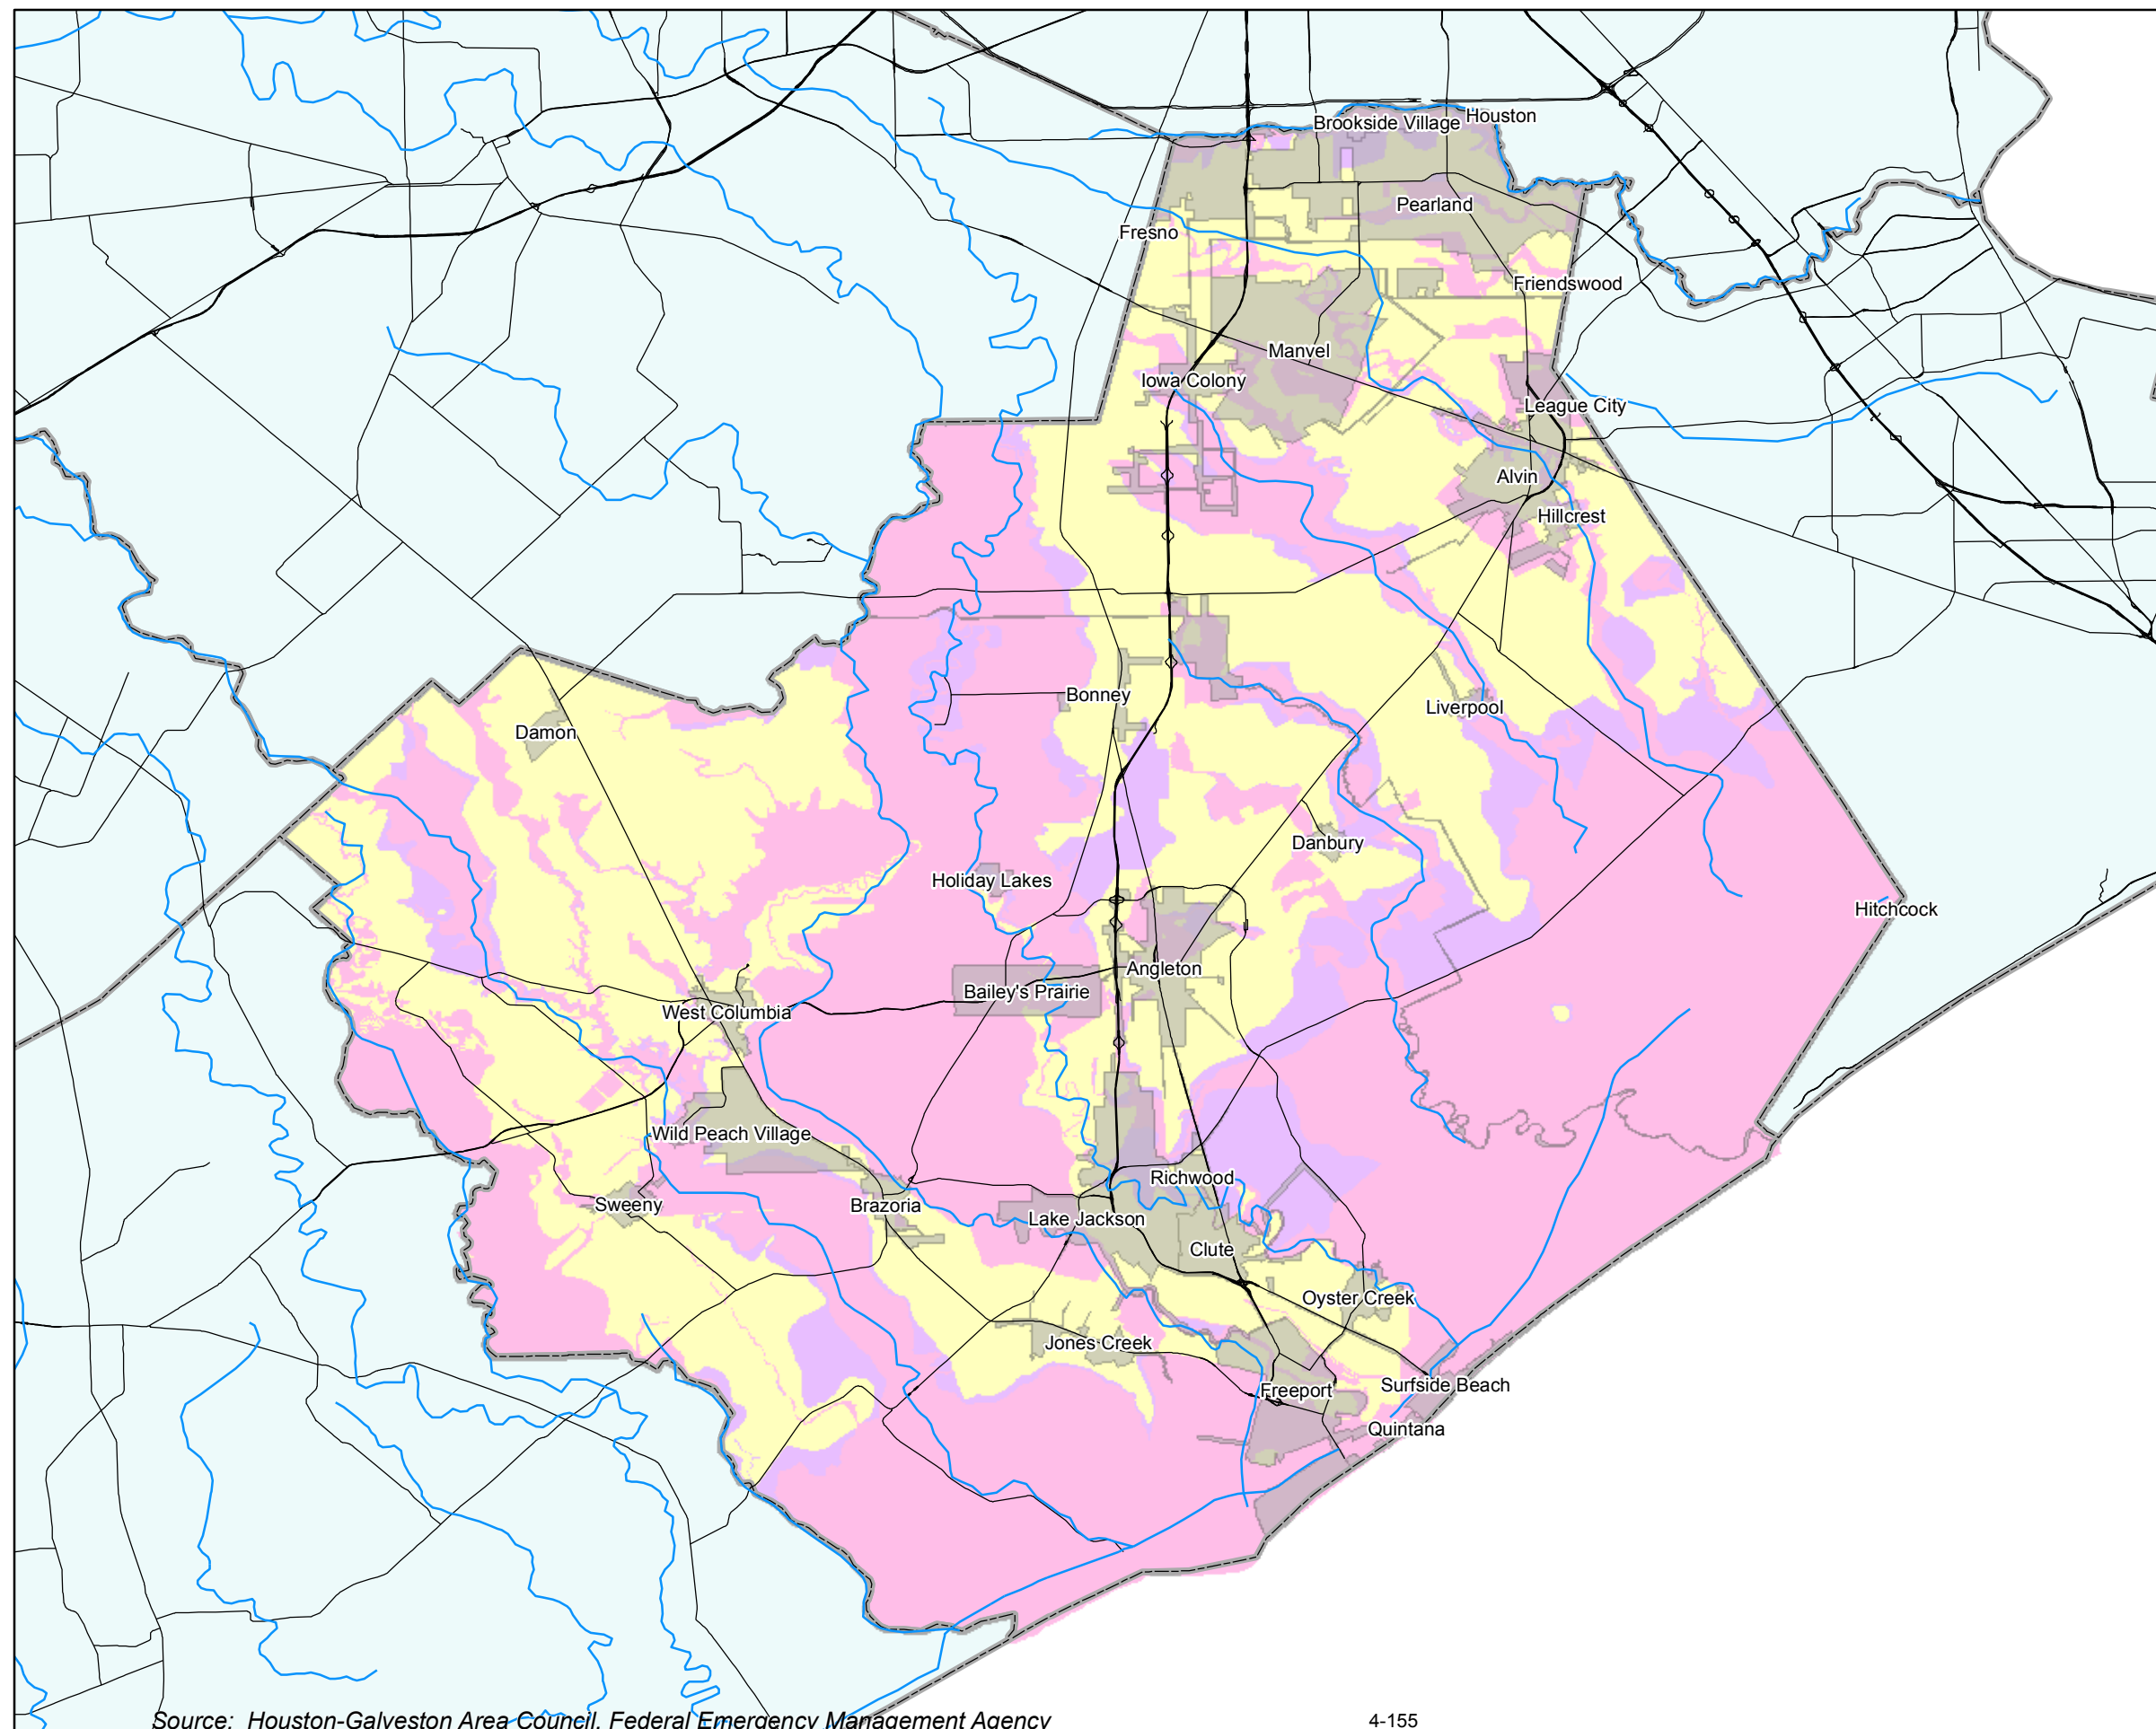 Houston
Brookside Village
Pearland
Fresno
Friendswood
Manvel
Iowa Colony
League City
Alvin
Hillcrest
Bonney
Liverpool
Damon
Danbury
Holiday Lakes
Hitchcock
Angleton
Bailey's Prairie
West Columbia
Wild Peach Village
Richwood
Sweeny
Brazoria
Lake Jackson
Clute
Oyster Creek
Jones Creek
Surfside Beach
Freeport
Quintana
Source: Houston-Galveston Area Council, Federal Emergency Management Agency
4-155